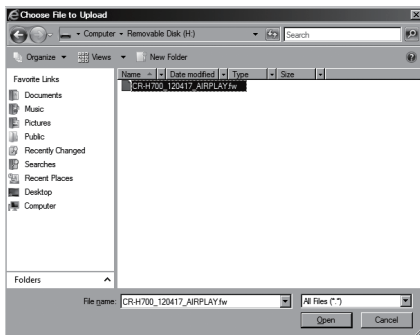 Choose File to Upload
Computer Removable Disk (H:) Search
Organize Views New Folder
Favorite Links
Documents
Music
Pictures
Public
Recently Changed
Searches
Recent Places
Desktop
Computer
Folders
Name Date modified Type Size
CR-H700_120417_AIRPLAY.fw
File name: CR-H700_120417_AIRPLAY.fw All Files (*.*)
Open Cancel